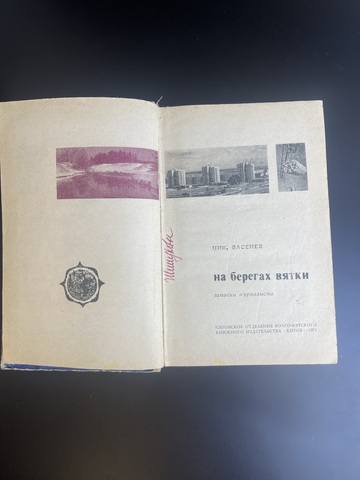 НИК. ВАСЕНЕВ
на берегах вятки
записки журналиста
КИРОВСКОЕ ОТДЕЛЕНИЕ ВОЛГО-ВЯТСКОГО
КНИЖНОГО ИЗДАТЕЛЬСТВА · КИРОВ — 1971